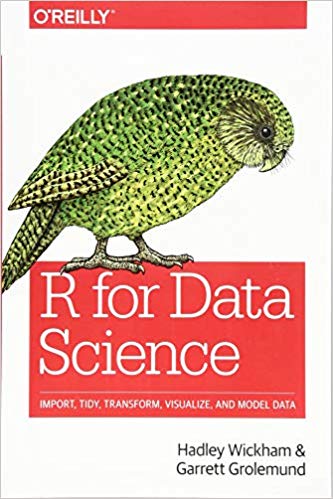 O'REILLY®
R for Data
Science
IMPORT, TIDY, TRANSFORM, VISUALIZE, AND MODEL DATA
Hadley Wickham &
Garrett Grolemund